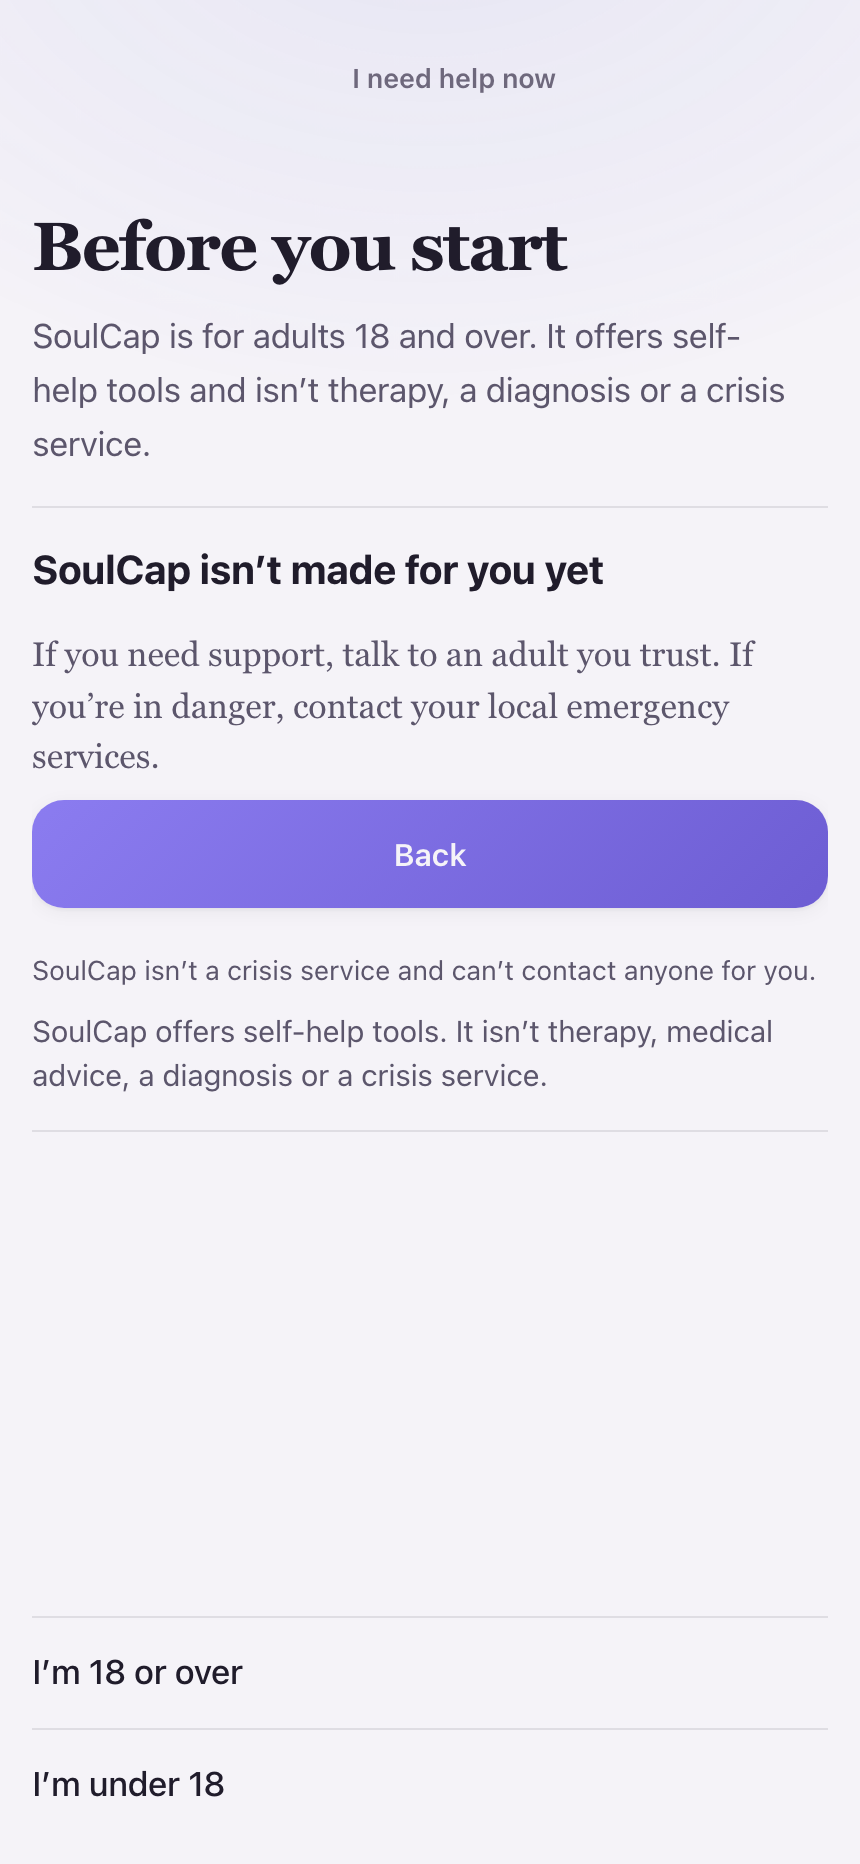 I need help now
Before you start
SoulCap is for adults 18 and over. It offers self-
help tools and isn’t therapy, a diagnosis or a crisis
service.
SoulCap isn’t made for you yet
If you need support, talk to an adult you trust. If
you’re in danger, contact your local emergency
services.
Back
SoulCap isn’t a crisis service and can’t contact anyone for you.
SoulCap offers self-help tools. It isn’t therapy, medical
advice, a diagnosis or a crisis service.
I’m 18 or over
I’m under 18